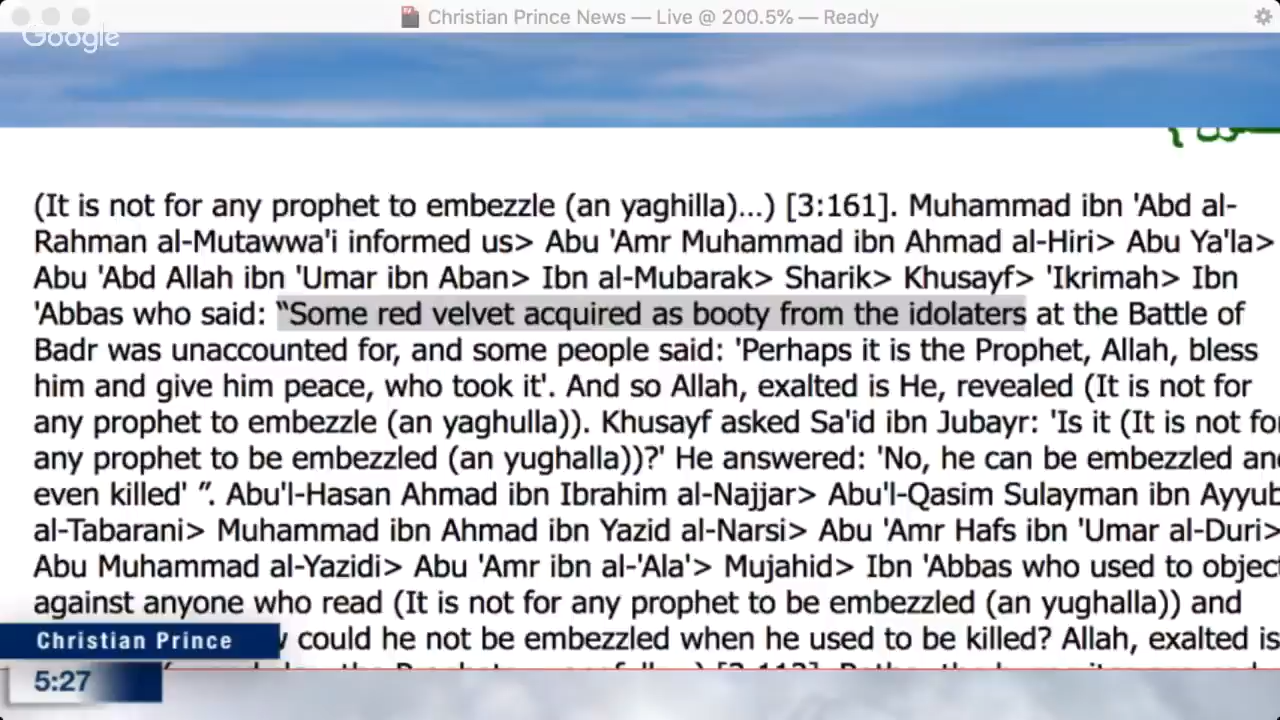 Christian Prince News — Live @ 200.5% — Ready
Google
(It is not for any prophet to embezzle (an yaghilla)...) [3:161]. Muhammad ibn 'Abd al-
Rahman al-Mutawwa'i informed us> Abu 'Amr Muhammad ibn Ahmad al-Hiri> Abu Ya'la>
Abu 'Abd Allah ibn 'Umar ibn Aban> Ibn al-Mubarak> Sharik> Khusayf> 'Ikrimah> Ibn
'Abbas who said: “Some red velvet acquired as booty from the idolaters at the Battle of
Badr was unaccounted for, and some people said: 'Perhaps it is the Prophet, Allah, bless
him and give him peace, who took it'. And so Allah, exalted is He, revealed (It is not for
any prophet to embezzle (an yaghulla)). Khusayf asked Sa'id ibn Jubayr: 'Is it (It is not for
any prophet to be embezzled (an yughalla))?' He answered: 'No, he can be embezzled and
even killed' ”. Abu'l-Hasan Ahmad ibn Ibrahim al-Najjar> Abu'l-Qasim Sulayman ibn Ayyub
al-Tabarani> Muhammad ibn Ahmad ibn Yazid al-Narsi> Abu 'Amr Hafs ibn 'Umar al-Duri>
Abu Muhammad al-Yazidi> Abu 'Amr ibn al-'Ala'> Mujahid> Ibn 'Abbas who used to object
against anyone who read (It is not for any prophet to be embezzled (an yughalla)) and
could he not be embezzled when he used to be killed? Allah, exalted is
Christian Prince
5:27